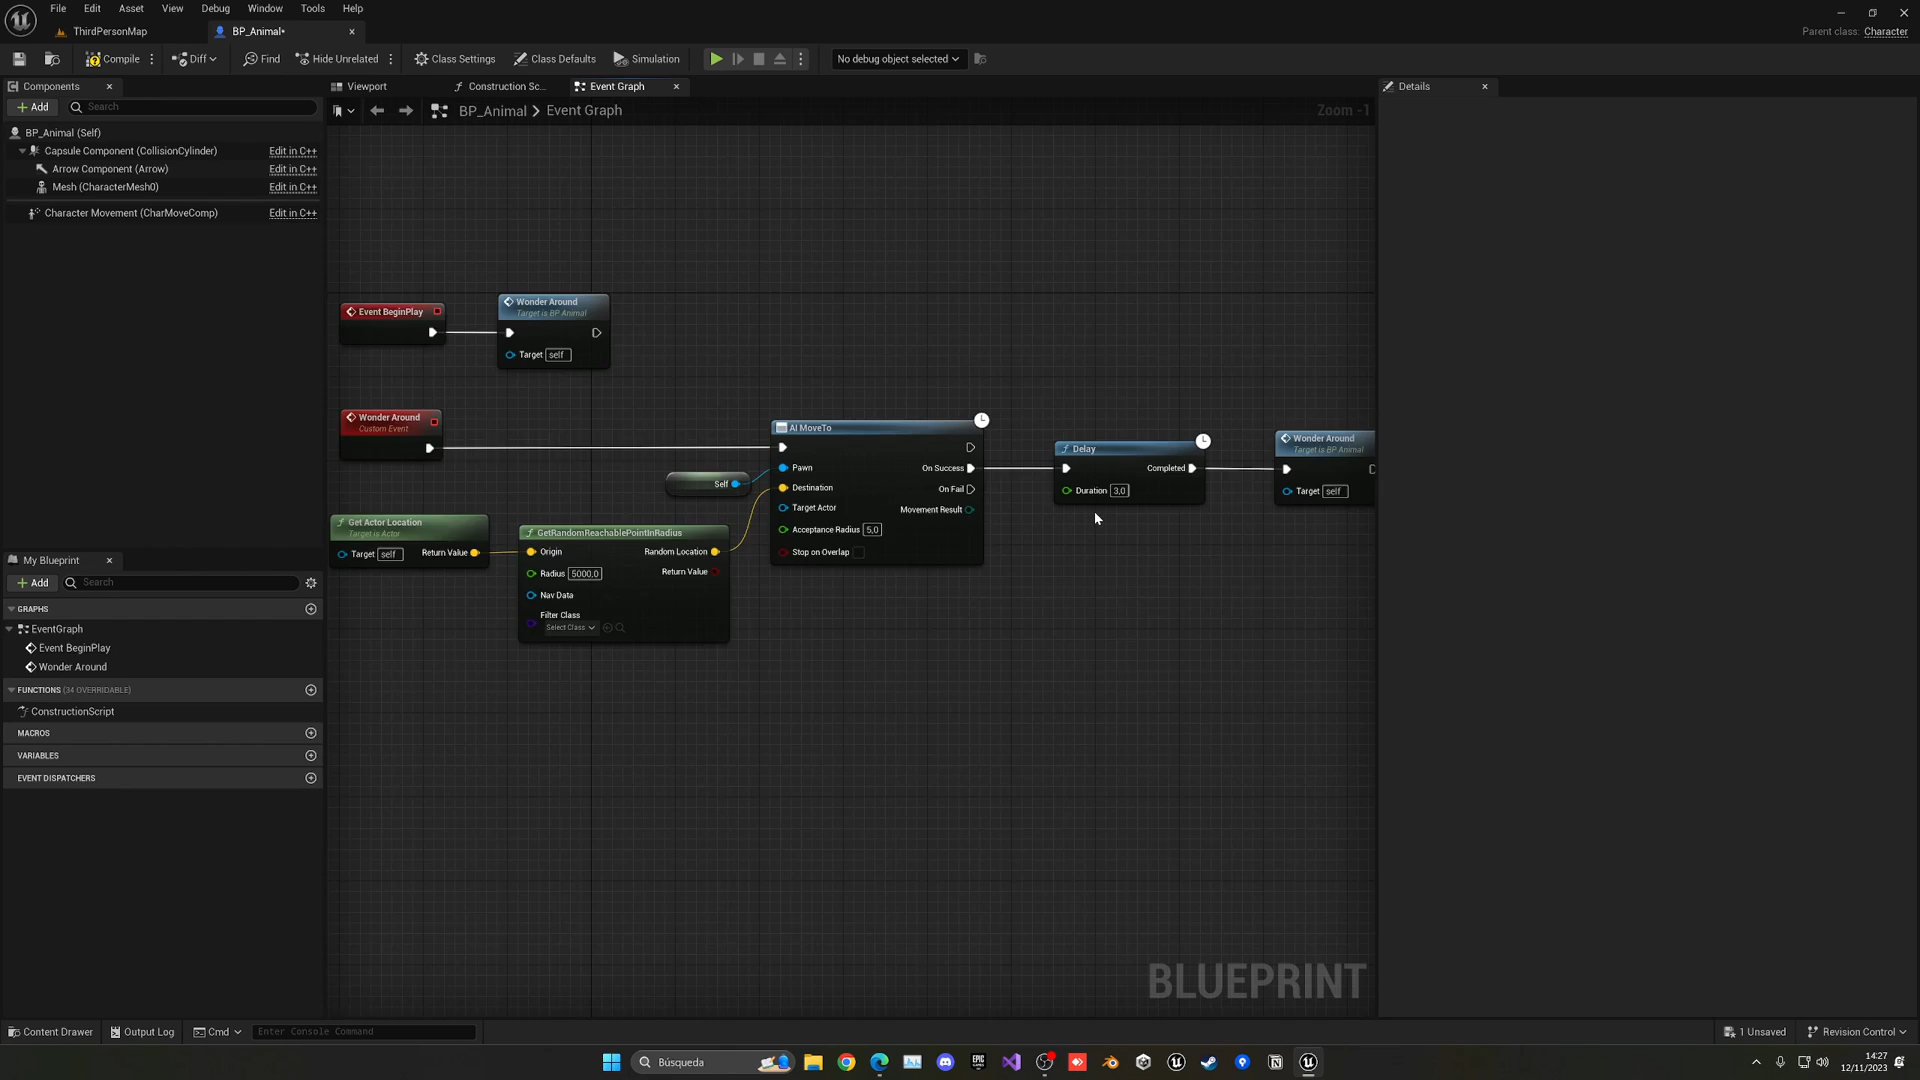 File Edit Asset View Debug Window Tools Help
ThirdPersonMap
BP_Animal•
Parent class: Character
Compile
Diff
Find
Hide Unrelated
Class Settings
Class Defaults
Simulation
No debug object selected
Components
Add
Search
BP_Animal (Self)
Capsule Component (CollisionCylinder) Edit in C++
Arrow Component (Arrow) Edit in C++
Mesh (CharacterMesh0) Edit in C++
Character Movement (CharMoveComp) Edit in C++
My Blueprint
Add
Search
GRAPHS
EventGraph
Event BeginPlay
Wonder Around
FUNCTIONS (34 OVERRIDABLE)
ConstructionScript
MACROS
VARIABLES
EVENT DISPATCHERS
Viewport
Construction Sc...
Event Graph
BP_Animal > Event Graph
Zoom -1
Event BeginPlay
Wonder Around
Target is BP Animal
Target self
Wonder Around
Custom Event
Get Actor Location
Target is Actor
Target self Return Value
GetRandomReachablePointInRadius
Origin Random Location
Radius 5000,0 Return Value
Nav Data
Filter Class
Select Class
Self
AI MoveTo
Pawn On Success
Destination On Fail
Target Actor Movement Result
Acceptance Radius 5,0
Stop on Overlap
Delay
Completed
Duration 3,0
Wonder Around
Target is BP Animal
Target self
BLUEPRINT
Details
Content Drawer
Output Log
Cmd
Enter Console Command
1 Unsaved
Revision Control
Búsqueda
EPIC
GAMES
14:27
12/11/2023